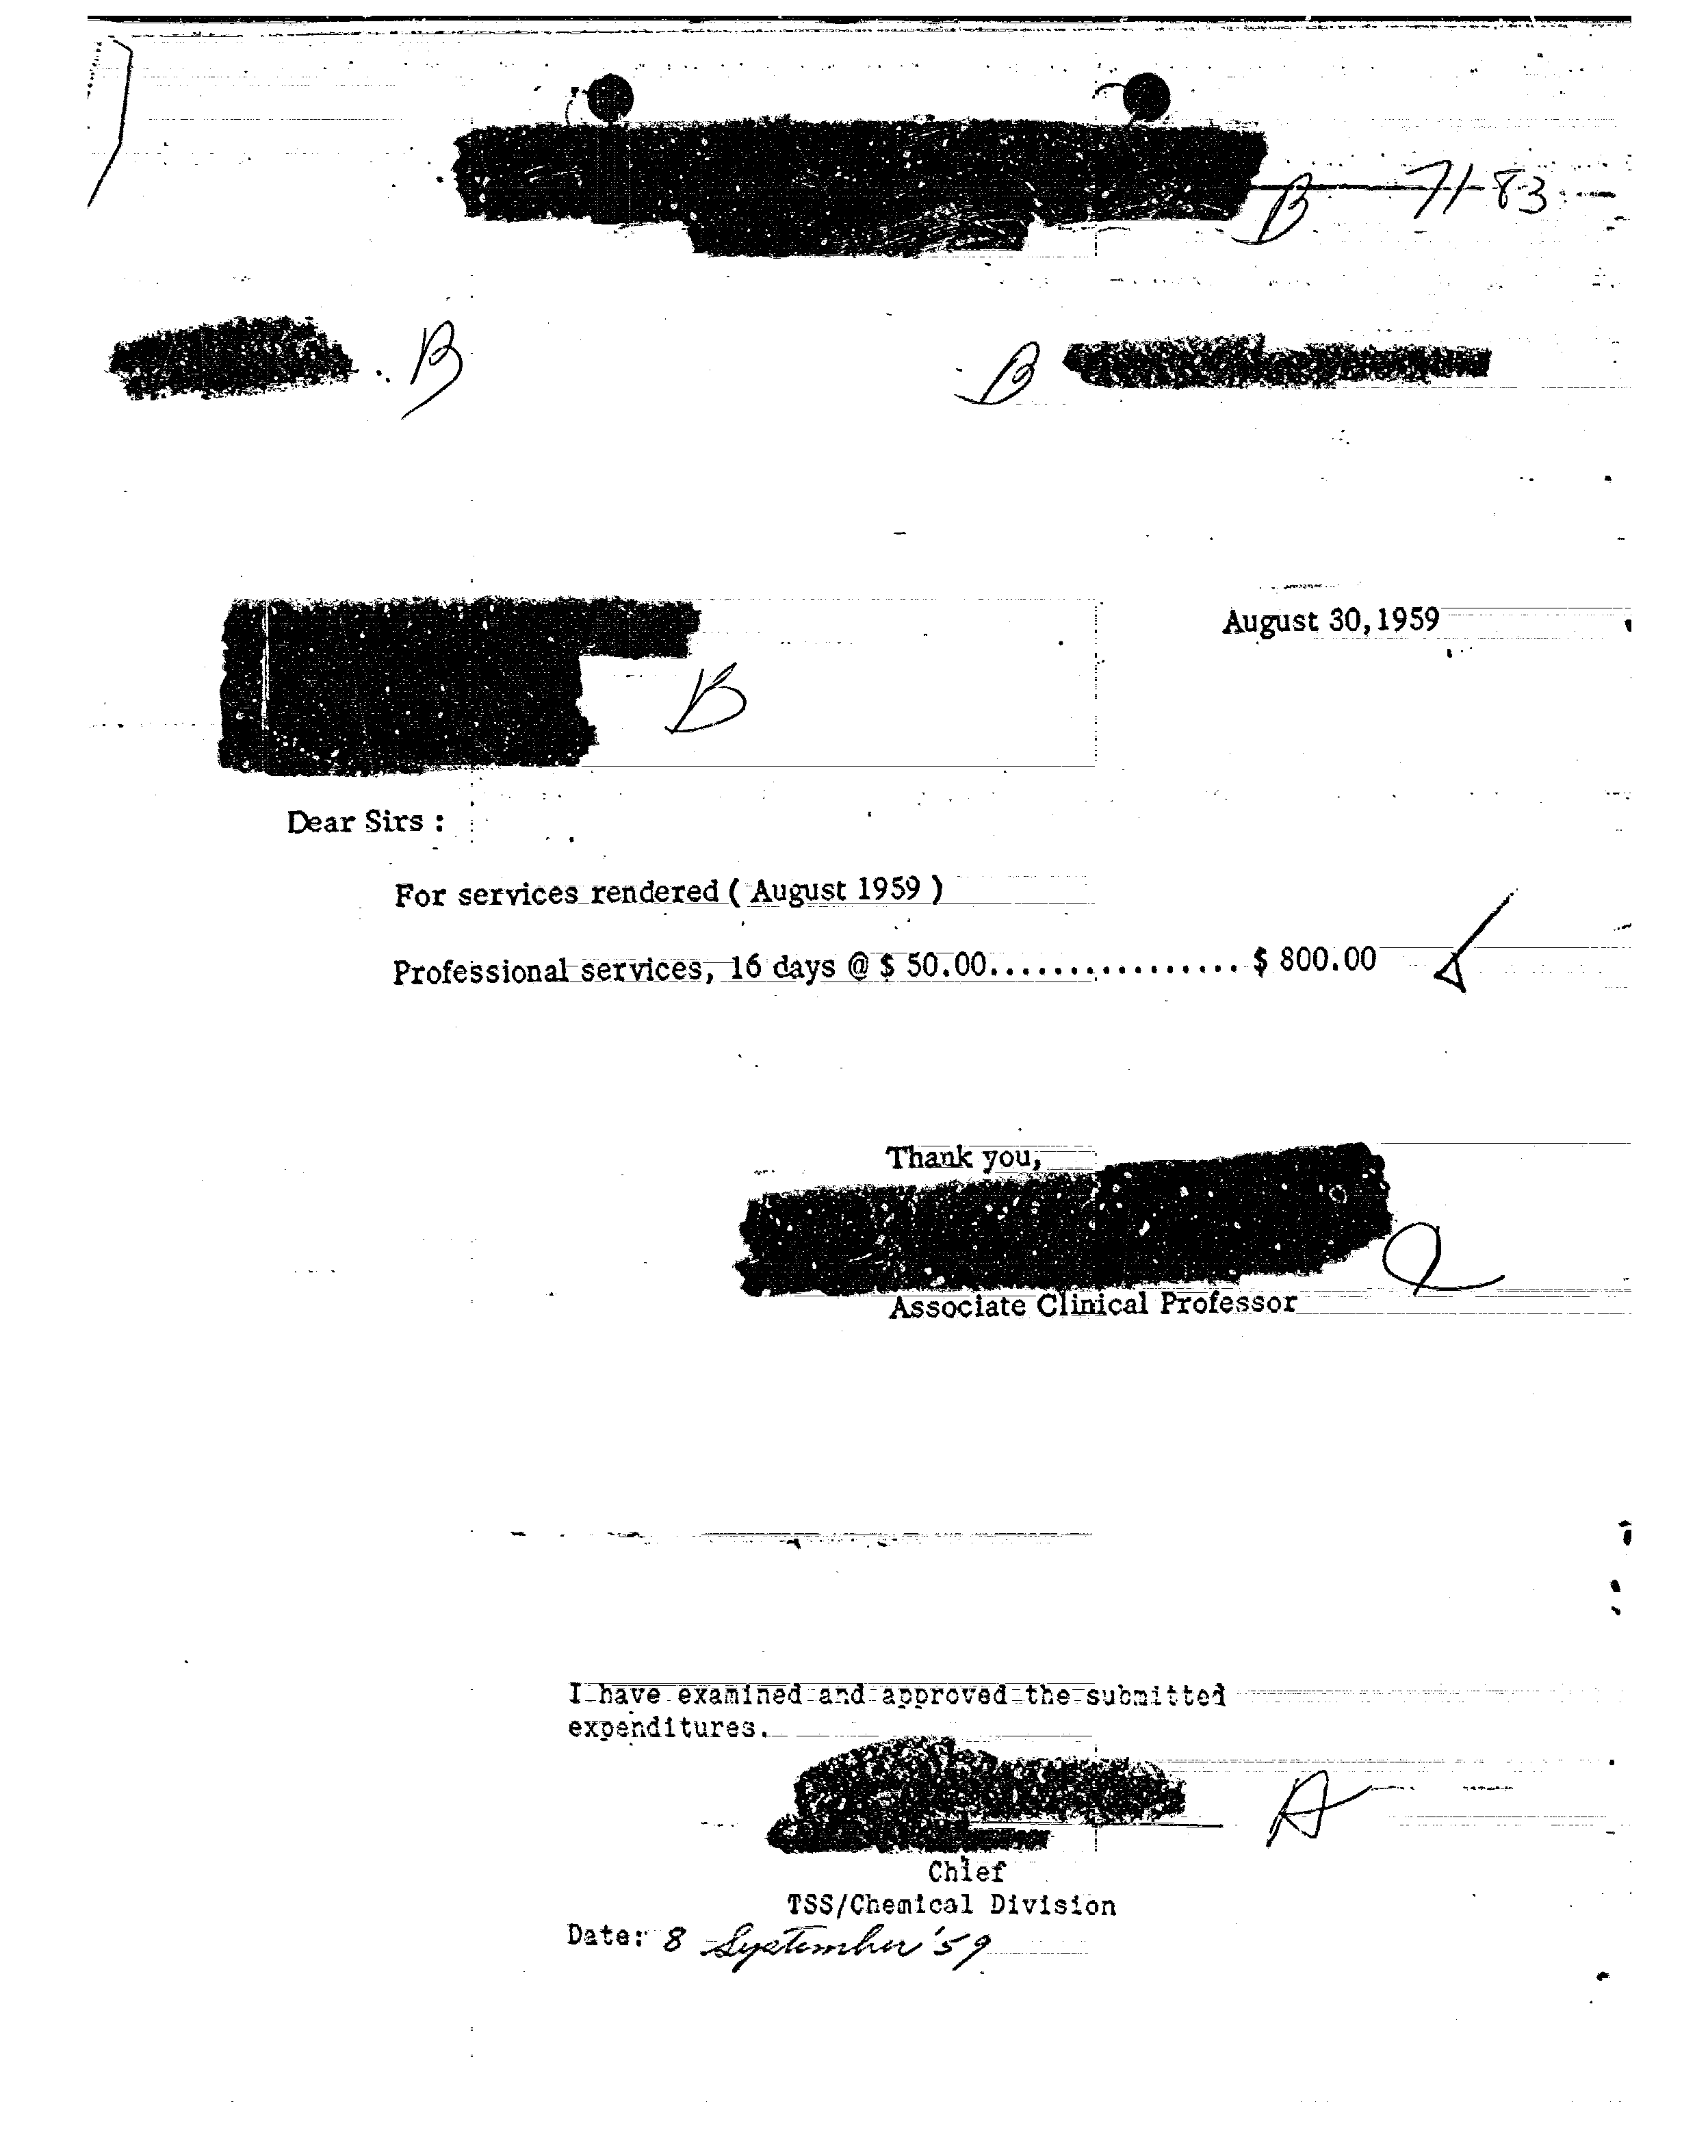 B 7183
B
B
August 30, 1959
B
Dear Sirs :
For services rendered ( August 1959 )
Professional services, 16 days @ $ 50.00................ $ 800.00
Thank you,
Associate Clinical Professor
I have examined and approved the submitted
expenditures.
A
Chief
TSS/Chemical Division
Date: 8 September '59